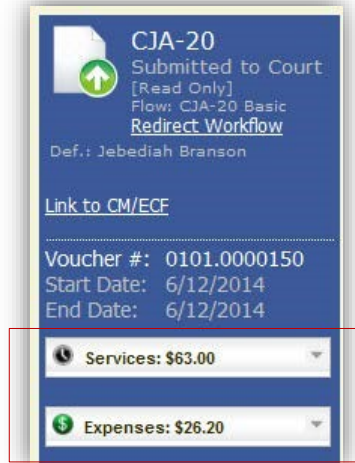 CJA-20
Submitted to Court
[Read Only]
Flow: CJA-20 Basic
Redirect Workflow
Def.: Jebediah Branson
Link to CM/ECF
Voucher #: 0101.0000150
Start Date: 6/12/2014
End Date: 6/12/2014
Services: $63.00
Expenses: $26.20